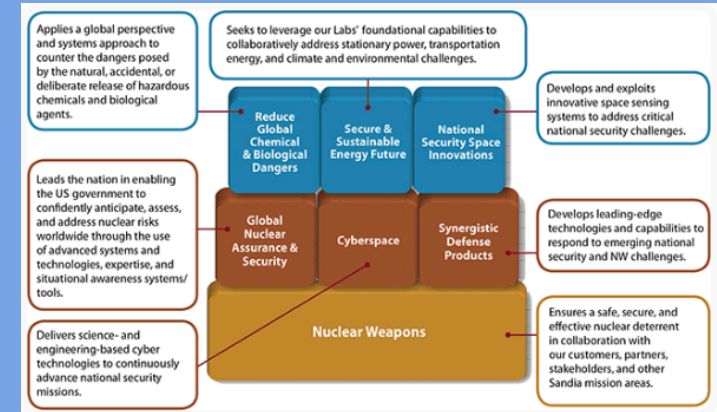 Applies a global perspective
and systems approach to
counter the dangers posed
by the natural, accidental, or
deliberate release of hazardous
chemicals and biological
agents.
Seeks to leverage our Labs' foundational capabilities to
collaboratively address stationary power, transportation
energy, and climate and environmental challenges.
Develops and exploits
innovative space sensing
systems to address critical
national security challenges.
Reduce
Global
Chemical
& Biological
Dangers
Secure &
Sustainable
Energy Future
National
Security Space
Innovations
Leads the nation in enabling
the US government to
confidently anticipate, assess,
and address nuclear risks
worldwide through the use
of advanced systems and
technologies, expertise, and
situational awareness systems/
tools.
Global
Nuclear
Assurance &
Security
Cyberspace
Synergistic
Defense
Products
Develops leading-edge
technologies and capabilities to
respond to emerging national
security and NW challenges.
Delivers science- and
engineering-based cyber
technologies to continuously
advance national security
missions.
Nuclear Weapons
Ensures a safe, secure, and
effective nuclear deterrent
in collaboration with
our customers, partners,
stakeholders, and other
Sandia mission areas.